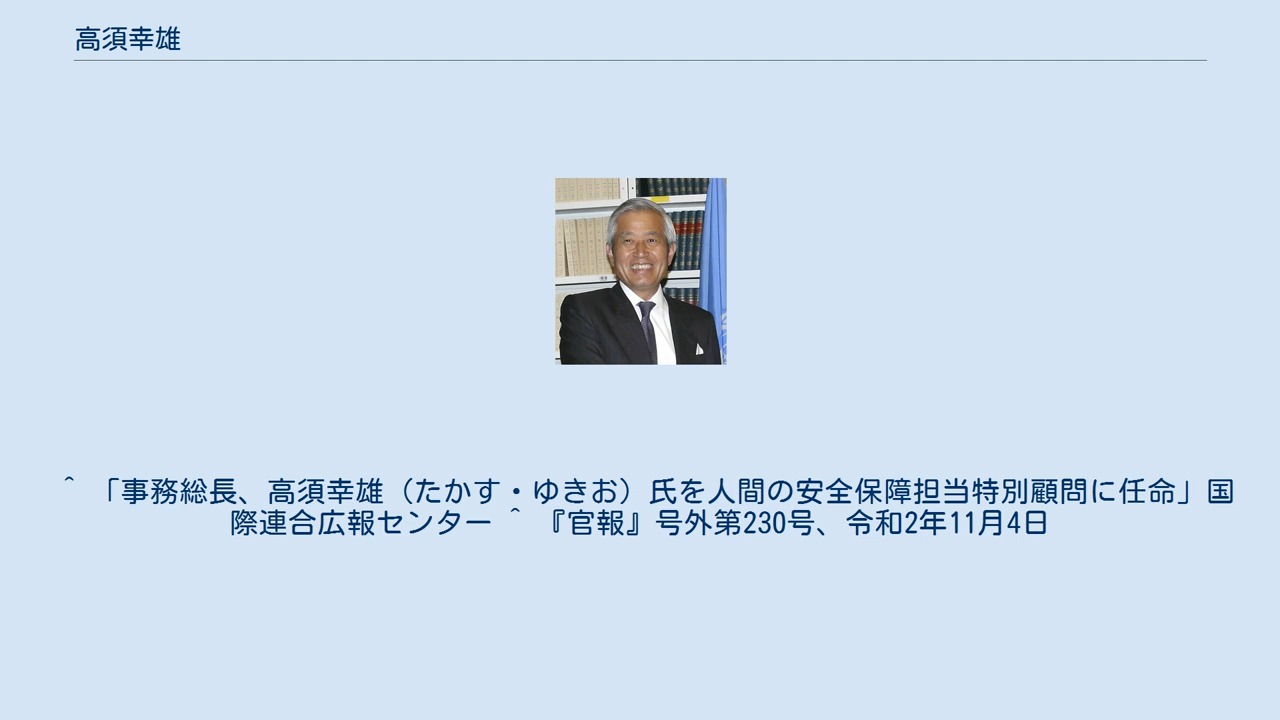 高須幸雄
^ 「事務総長、高須幸雄（たかす・ゆきお）氏を人間の安全保障担当特別顧問に任命」国
際連合広報センター ^ 『官報』号外第230号、令和2年11月4日